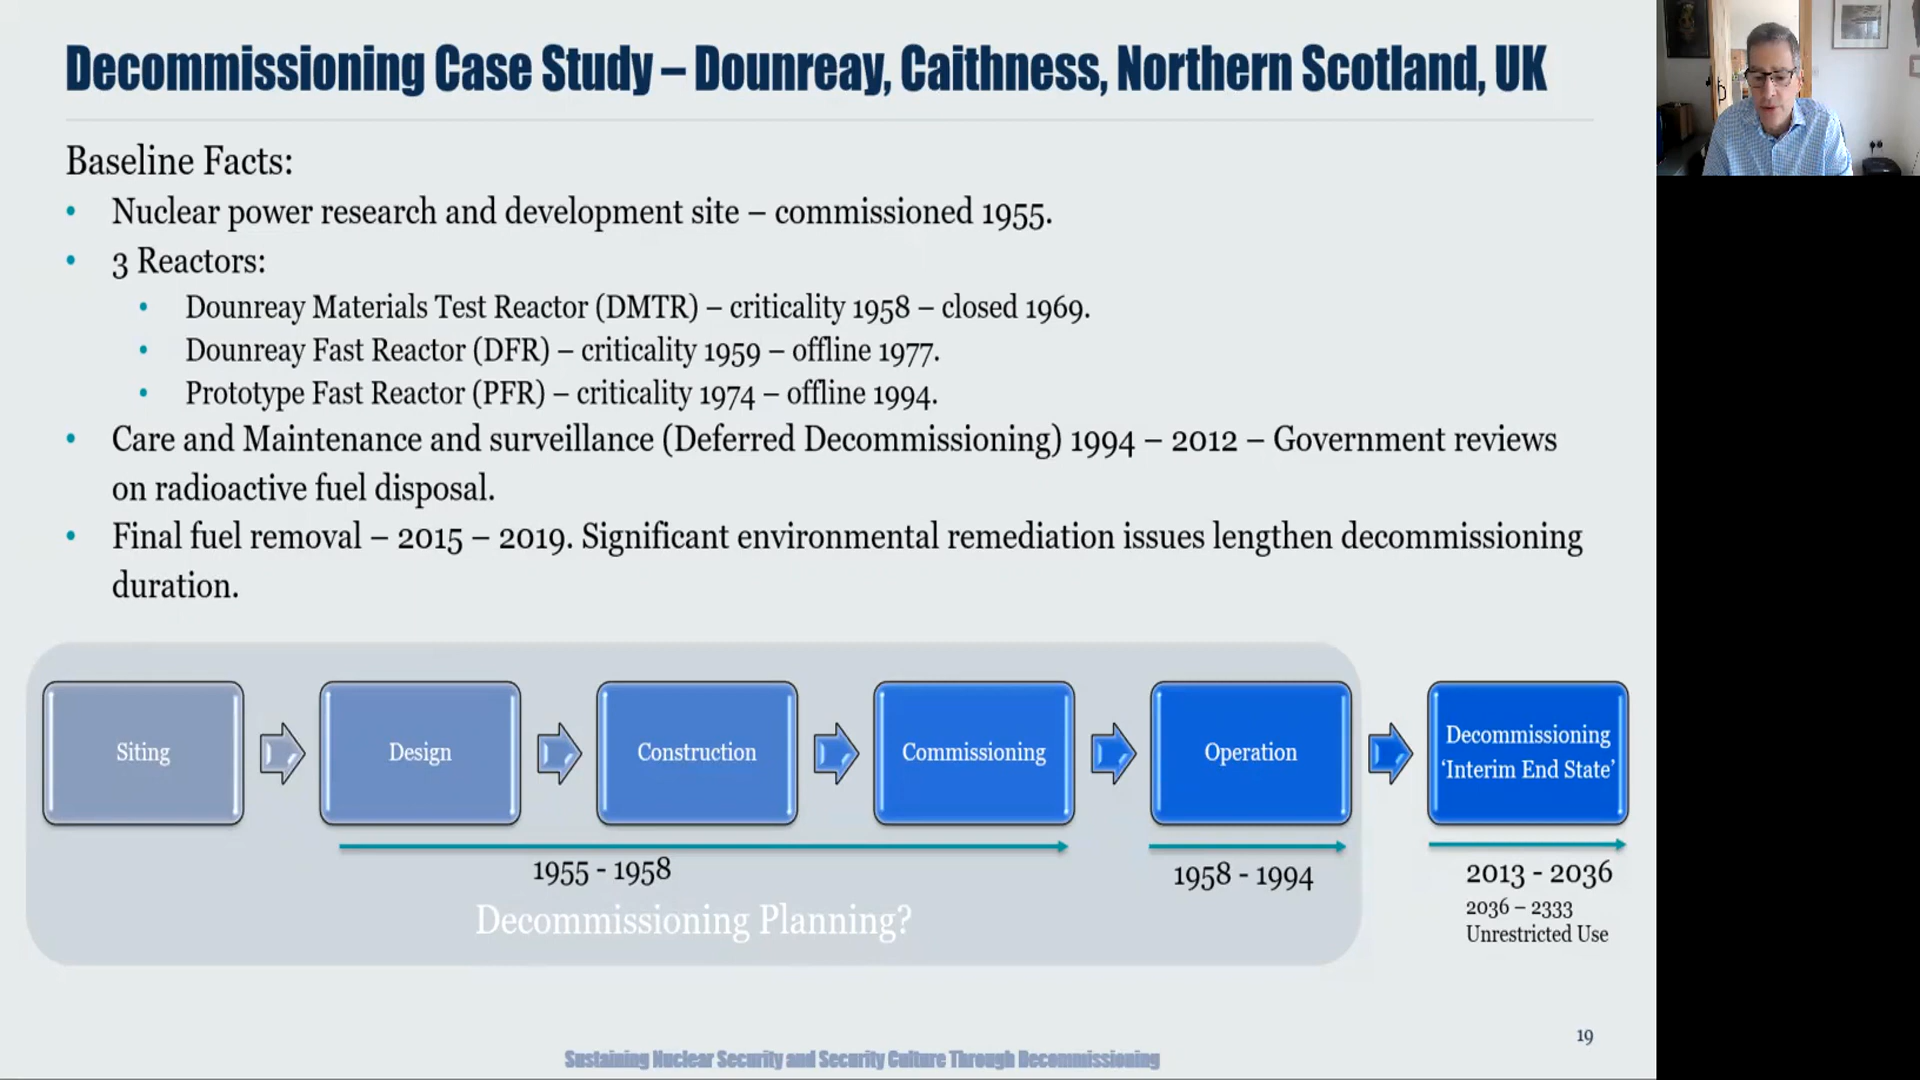 Decommissioning Case Study – Dounreay, Caithness, Northern Scotland, UK
Baseline Facts:
• Nuclear power research and development site – commissioned 1955.
• 3 Reactors:
• Dounreay Materials Test Reactor (DMTR) – criticality 1958 – closed 1969.
• Dounreay Fast Reactor (DFR) – criticality 1959 – offline 1977.
• Prototype Fast Reactor (PFR) – criticality 1974 – offline 1994.
• Care and Maintenance and surveillance (Deferred Decommissioning) 1994 – 2012 – Government reviews
on radioactive fuel disposal.
• Final fuel removal – 2015 – 2019. Significant environmental remediation issues lengthen decommissioning
duration.
Siting
Design
Construction
Commissioning
Operation
Decommissioning
‘Interim End State’
1955 - 1958
1958 - 1994
2013 - 2036
2036 – 2333
Unrestricted Use
Decommissioning Planning?
19
Sustaining Nuclear Security and Security Culture Through Decommissioning